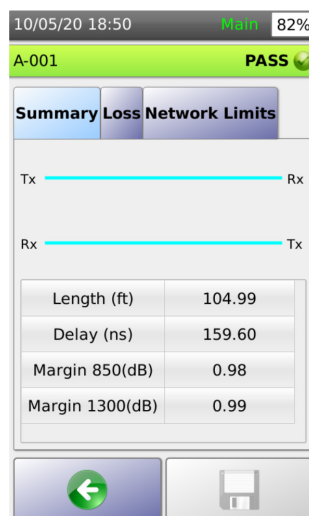 10/05/20 18:50 Main 82%
A-001 PASS
Summary Loss Network Limits
Tx Rx
Rx Tx
Length (ft) 104.99
Delay (ns) 159.60
Margin 850(dB) 0.98
Margin 1300(dB) 0.99